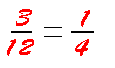 3/12 = 1/4